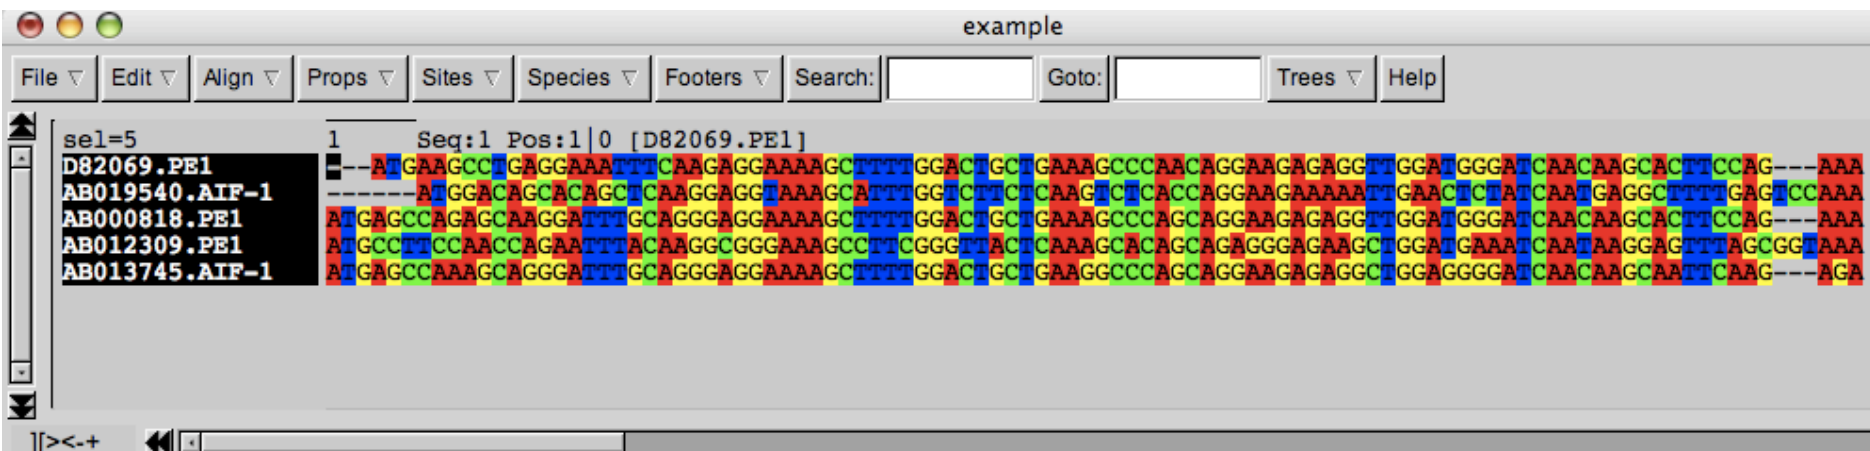 example
File Edit Align Props Sites Species Footers Search: Goto: Trees Help
sel=5 1 Seq:1 Pos:1|0 [D82069.PE1]
D82069.PE1 ---ATGAAGCCTGAGGAAATTTCAAGAGGAAAAGCTTTTGGACTGCTGAAAGCCCAACAGGAAGAGAGGTTGGATGGGATCAACAAGCACTTCCAG---AAA
AB019540.AIF-1 ------ATGGACAGCACAGCTCAAGGAGGTAAAGCATTTGGTCTTCTCAAGTCTCACCAGGAAGAAAAATTGAACTCTATCAATGAGGCTTTTGAGTCCAAA
AB000818.PE1 ATGAGCCAGAGCAAGGATTTGCAGGGAGGAAAAGCTTTTGGACTGCTGAAAGCCCAGCAGGAAGAGAGGTTGGATGGGATCAACAAGCACTTCCAG---AAA
AB012309.PE1 ATGCCTTCCAACCAGAATTTACAAGGCGGGAAAGCCTTCGGGTTACTCAAAGCACAGCAGAGGGAGAAGCTGGATGAAATCAATAAGGAGTTTAGCGGTAAA
AB013745.AIF-1 ATGAGCCAAAGCAGGGATTTGCAGGGAGGAAAAGCTTTTGGACTGCTGAAGGCCCAGCAGGAAGAGAGGCTGGAGGGGATCAACAAGCAATTCAAG---AGA
][><-+